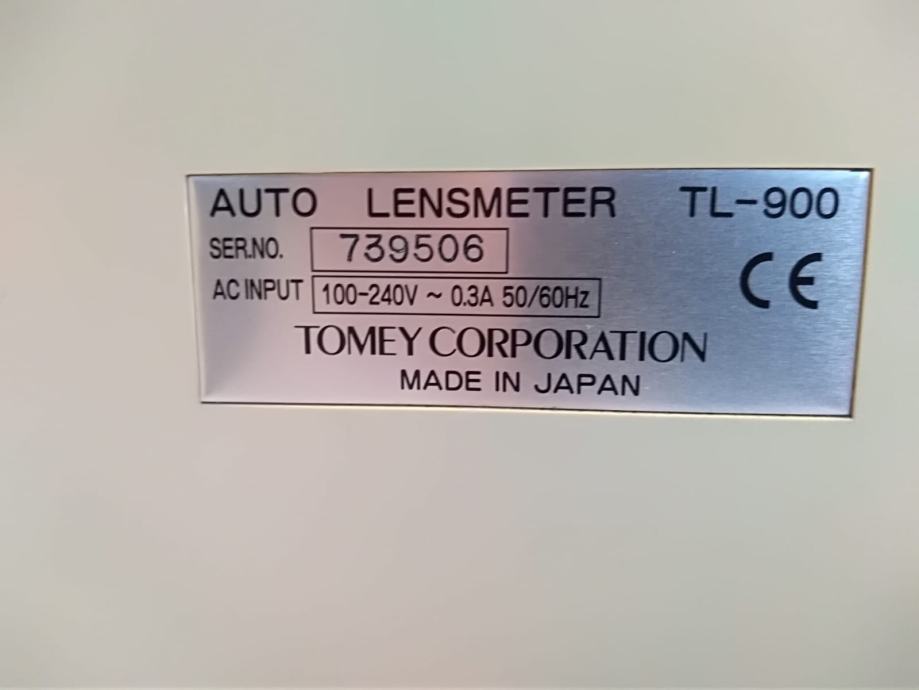 AUTO LENSMETER TL-900
SER.NO. 739506
AC INPUT 100-240V ~ 0.3A 50/60Hz
CE
TOMEY CORPORATION
MADE IN JAPAN